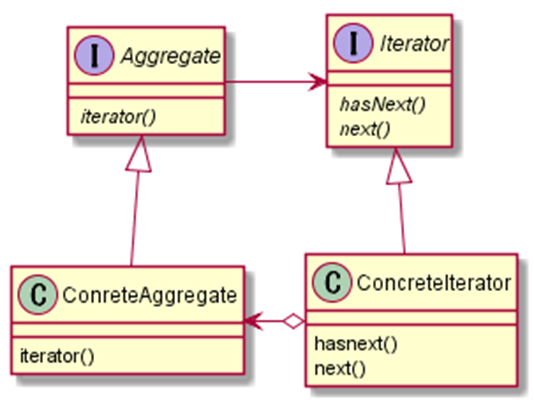 I Aggregate
iterator()
I Iterator
hasNext()
next()
C ConreteAggregate
iterator()
C ConcreteIterator
hasnext()
next()